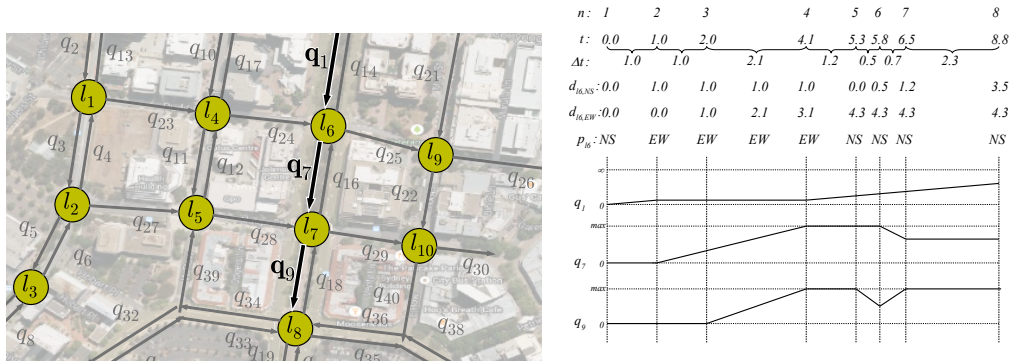 q2
q13
q10
q17
q1
q14
q21
l1
l4
l6
l9
q23
q24
q25
q26
q3
q4
q11
q12
q7
q16
q22
l2
l5
l7
l10
q5
q6
q27
q28
q29
q30
l3
q39
q9
q18
q40
q34
q8
q32
q33
l8
q36
q38
q19
q35
n: 1 2 3 4 5 6 7 8
t: 0.0 1.0 2.0 4.1 5.3 5.8 6.5 8.8
Δt: 1.0 1.0 2.1 1.2 0.5 0.7 2.3
d_l6,NS: 0.0 1.0 1.0 1.0 0.0 0.5 1.2 3.5
d_l6,EW: 0.0 0.0 1.0 2.1 3.1 4.3 4.3 4.3 4.3
p_l6: NS EW EW EW NS NS NS NS
∞
q1
0
max
q7
0
max
q9
0